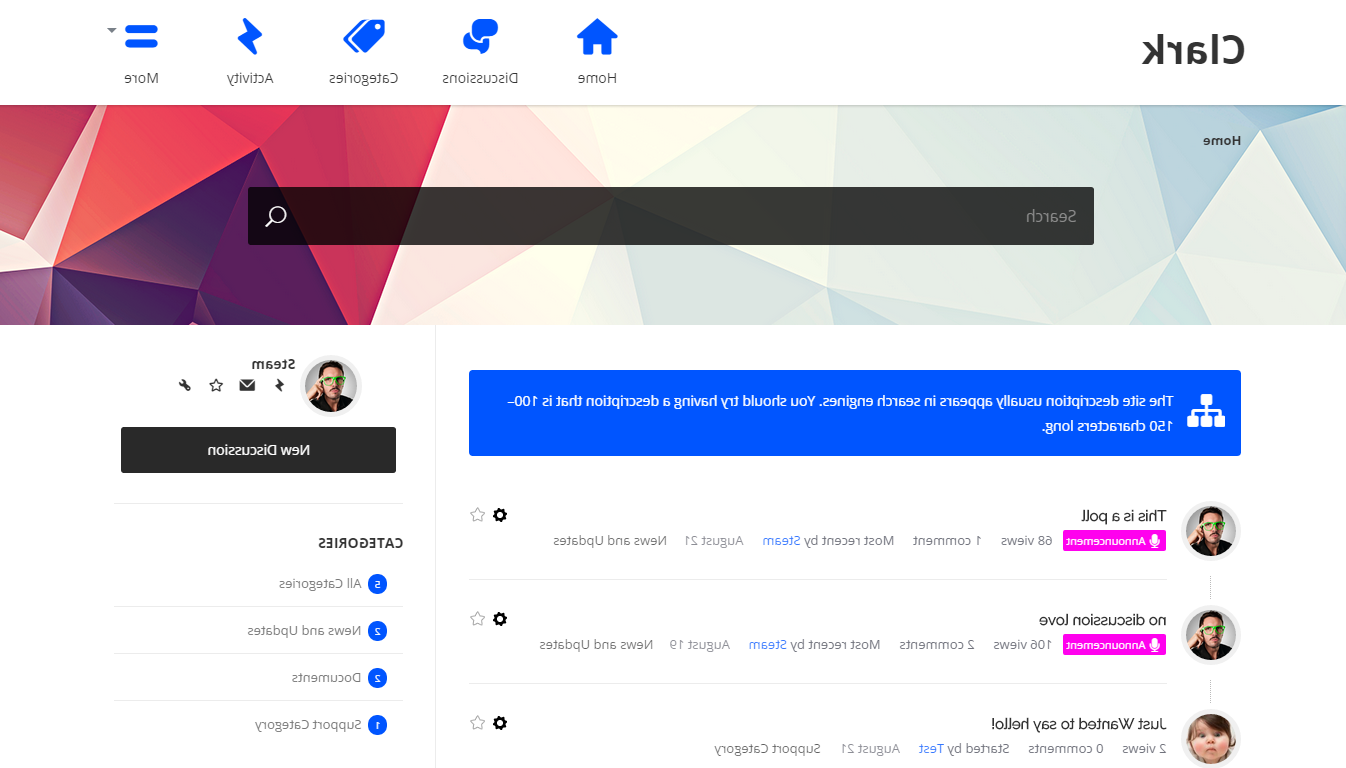 Clark
Home
Discussions
Categories
Activity
More
Home
Search
The site description usually appears in search engines. You should try having a description that is 100–
150 characters long.
This is a poll
Announcement 68 views 1 comment Most recent by Steam August 21 News and Updates
no discussion love
Announcement 106 views 2 comments Most recent by Steam August 19 News and Updates
Just Wanted to say hello!
2 views 0 comments Started by Test August 21 Support Category
Steam
New Discussion
CATEGORIES
5 All Categories
2 News and Updates
2 Documents
1 Support Category